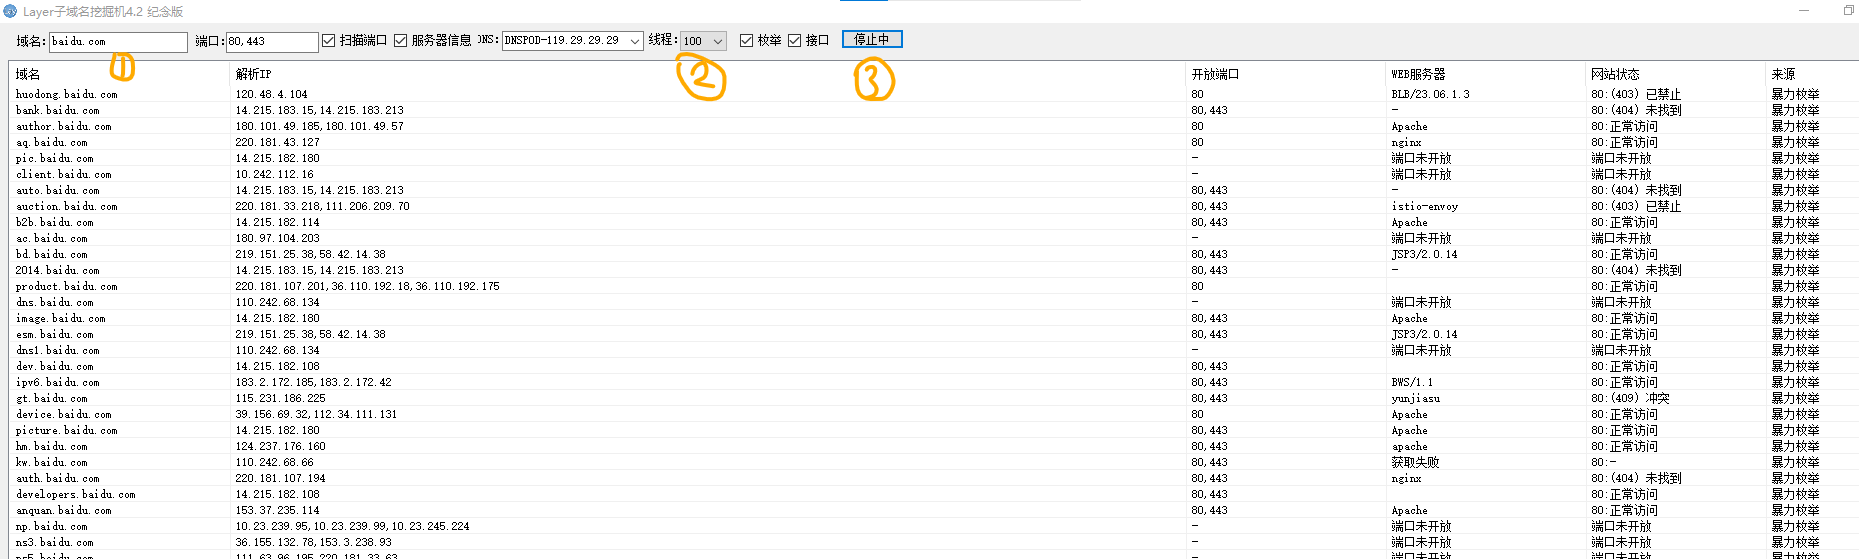 Layer子域名挖掘机4.2 纪念版
域名: baidu.com 端口: 80,443 扫描端口 服务器信息 DNS: DNSPOD-119.29.29.29 线程: 100 枚举 接口 停止中
① ② ③
域名 解析IP 开放端口 WEB服务器 网站状态 来源
huodong.baidu.com 120.48.4.104 80 BLB/23.06.1.3 80:(403) 已禁止 暴力枚举
bank.baidu.com 14.215.183.15,14.215.183.213 80,443 - 80:(404) 未找到 暴力枚举
author.baidu.com 180.101.49.185,180.101.49.57 80 Apache 80:正常访问 暴力枚举
aq.baidu.com 220.181.43.127 80 nginx 80:正常访问 暴力枚举
pic.baidu.com 14.215.182.180 - 端口未开放 端口未开放 暴力枚举
client.baidu.com 10.242.112.16 - 端口未开放 端口未开放 暴力枚举
auto.baidu.com 14.215.183.15,14.215.183.213 80,443 - 80:(404) 未找到 暴力枚举
auction.baidu.com 220.181.33.218,111.206.209.70 80,443 istio-envoy 80:(403) 已禁止 暴力枚举
b2b.baidu.com 14.215.182.114 80,443 Apache 80:正常访问 暴力枚举
ac.baidu.com 180.97.104.203 - 端口未开放 端口未开放 暴力枚举
bd.baidu.com 219.151.25.38,58.42.14.38 80,443 JSP3/2.0.14 80:正常访问 暴力枚举
2014.baidu.com 14.215.183.15,14.215.183.213 80,443 - 80:(404) 未找到 暴力枚举
product.baidu.com 220.181.107.201,36.110.192.18,36.110.192.175 80 80:正常访问 暴力枚举
dns.baidu.com 110.242.68.134 - 端口未开放 端口未开放 暴力枚举
image.baidu.com 14.215.182.180 80,443 Apache 80:正常访问 暴力枚举
esm.baidu.com 219.151.25.38,58.42.14.38 80,443 JSP3/2.0.14 80:正常访问 暴力枚举
dns1.baidu.com 110.242.68.134 - 端口未开放 端口未开放 暴力枚举
dev.baidu.com 14.215.182.108 80,443 80:正常访问 暴力枚举
ipv6.baidu.com 183.2.172.185,183.2.172.42 80,443 BWS/1.1 80:正常访问 暴力枚举
gt.baidu.com 115.231.186.225 80,443 yunjiasu 80:(409) 冲突 暴力枚举
device.baidu.com 39.156.69.32,112.34.111.131 80 Apache 80:正常访问 暴力枚举
picture.baidu.com 14.215.182.180 80,443 Apache 80:正常访问 暴力枚举
hm.baidu.com 124.237.176.160 80,443 apache 80:正常访问 暴力枚举
kw.baidu.com 110.242.68.66 80,443 获取失败 80:- 暴力枚举
auth.baidu.com 220.181.107.194 80,443 nginx 80:(404) 未找到 暴力枚举
developers.baidu.com 14.215.182.108 80,443 80:正常访问 暴力枚举
anquan.baidu.com 153.37.235.114 80,443 Apache 80:正常访问 暴力枚举
np.baidu.com 10.23.239.95,10.23.239.99,10.23.245.224 - 端口未开放 端口未开放 暴力枚举
ns3.baidu.com 36.155.132.78,153.3.238.93 - 端口未开放 端口未开放 暴力枚举
ns5.baidu.com 111.63.96.195,220.181.33.63 - 端口未开放 端口未开放 暴力枚举